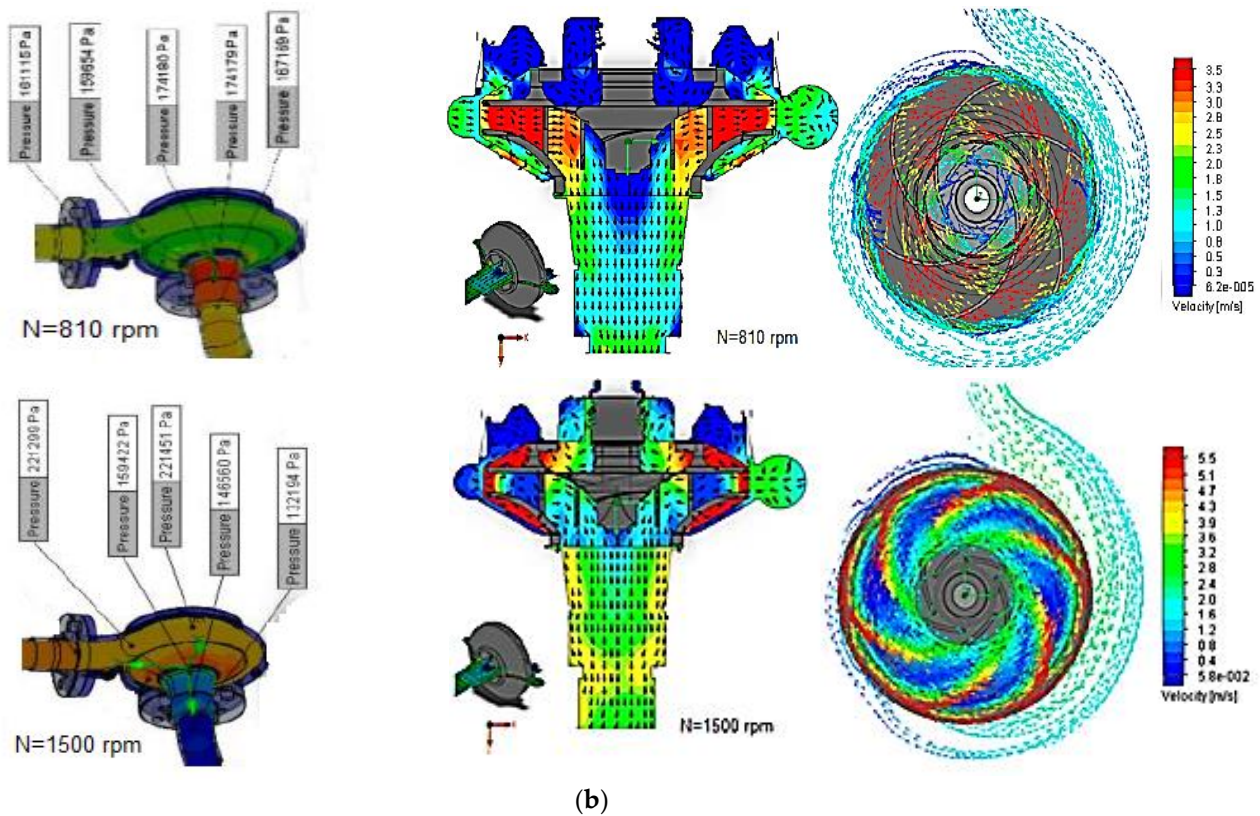 Pressure 161115 Pa
Pressure 159654 Pa
Pressure 174180 Pa
Pressure 174179 Pa
Pressure 167169 Pa
N=810 rpm
N=810 rpm
3.5
3.3
3.0
2.8
2.5
2.3
2.0
1.8
1.5
1.3
1.0
0.8
0.5
0.3
6.2e-005
Velocity [m/s]
Pressure 221299 Pa
Pressure 159422 Pa
Pressure 221451 Pa
Pressure 146560 Pa
Pressure 132194 Pa
N=1500 rpm
N=1500 rpm
5.5
5.1
4.7
4.3
3.9
3.6
3.2
2.8
2.4
2.0
1.6
1.2
0.8
04
5.8e-002
Velocity [m/s]
(b)